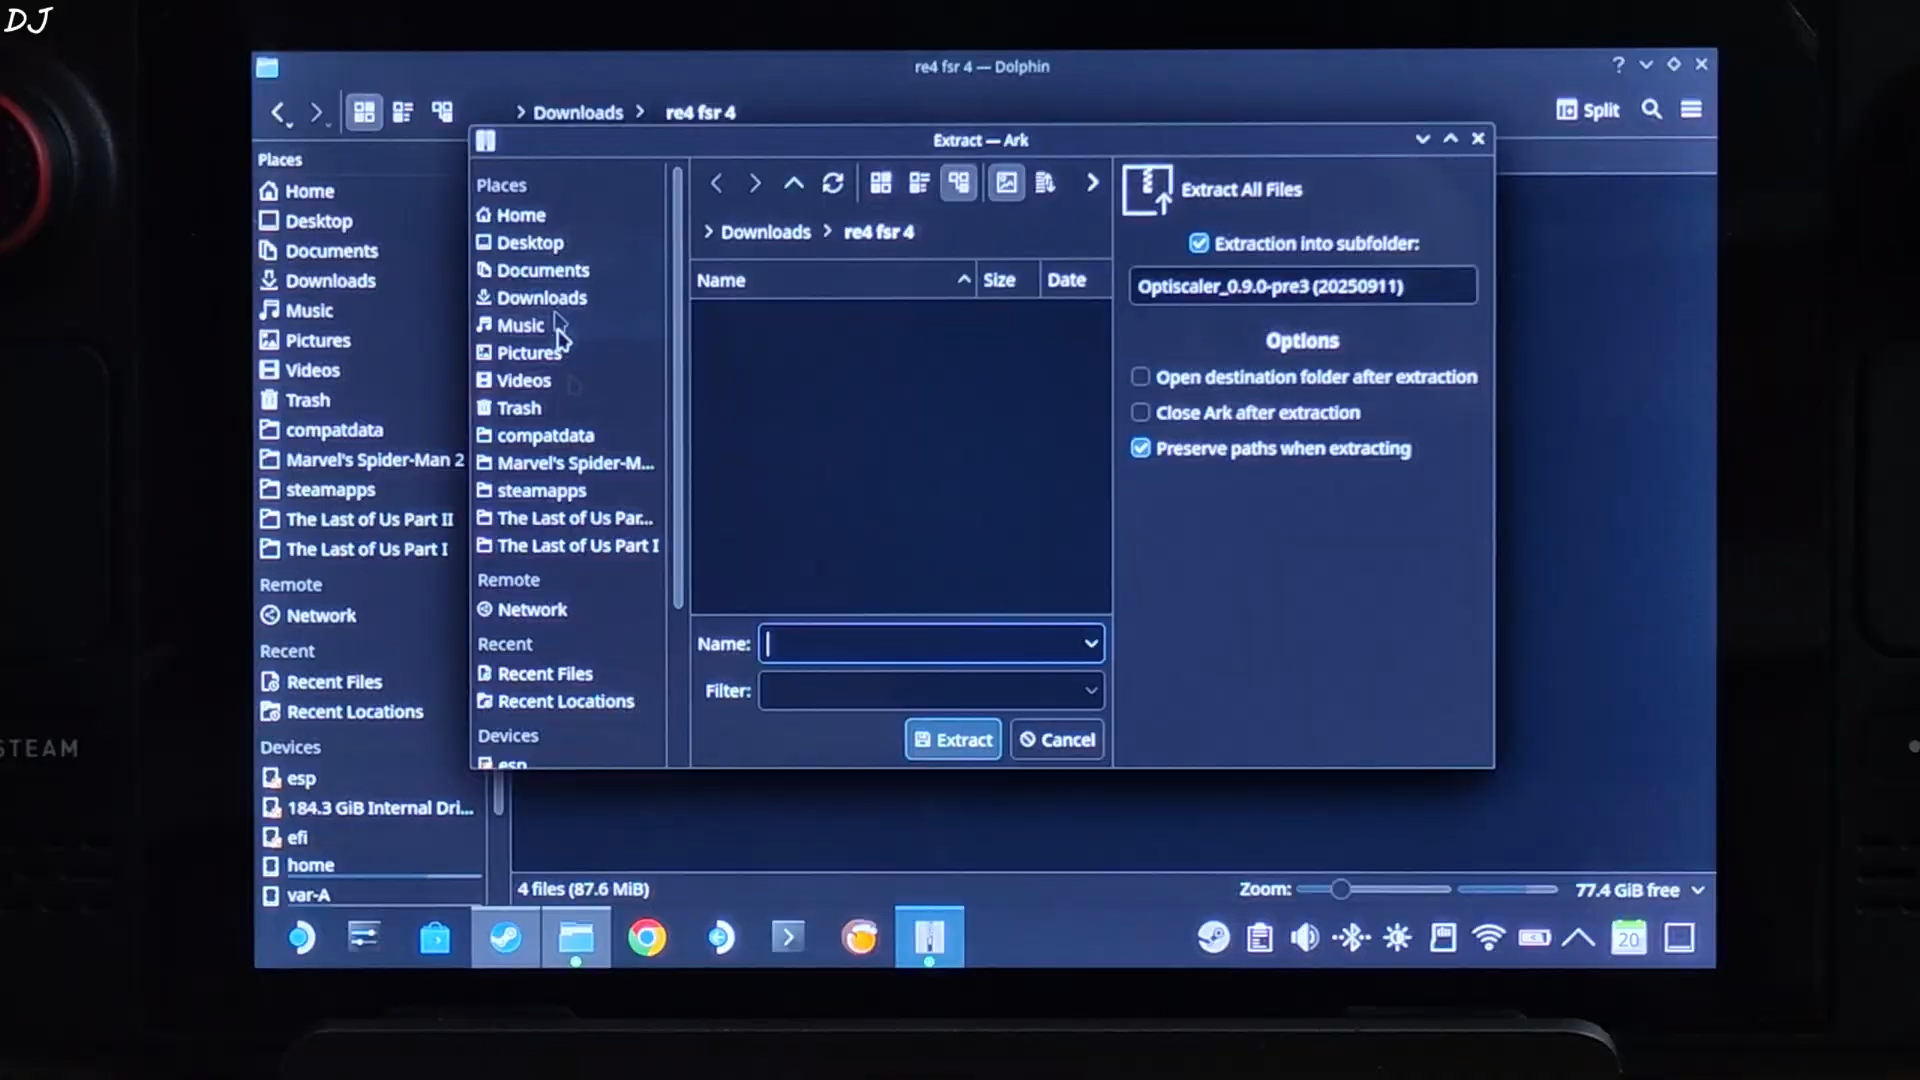 DJ
re4 fsr 4 — Dolphin
Downloads
re4 fsr 4
Split
Places
Home
Desktop
Documents
Downloads
Music
Pictures
Videos
Trash
compatdata
Marvel's Spider-Man 2
steamapps
The Last of Us Part II
The Last of Us Part I
Remote
Network
Recent
Recent Files
Recent Locations
Devices
esp
184.3 GiB Internal Dri...
efi
home
var-A
Extract — Ark
Places
Home
Desktop
Documents
Downloads
Music
Pictures
Videos
Trash
compatdata
Marvel's Spider-M...
steamapps
The Last of Us Par...
The Last of Us Part I
Remote
Network
Recent
Recent Files
Recent Locations
Devices
esp
Downloads
re4 fsr 4
Name
Size
Date
Name:
Filter:
Extract
Cancel
Extract All Files
Extraction into subfolder:
Optiscaler_0.9.0-pre3 (20250911)
Options
Open destination folder after extraction
Close Ark after extraction
Preserve paths when extracting
4 files (87.6 MiB)
Zoom:
77.4 GiB free
20
STEAM